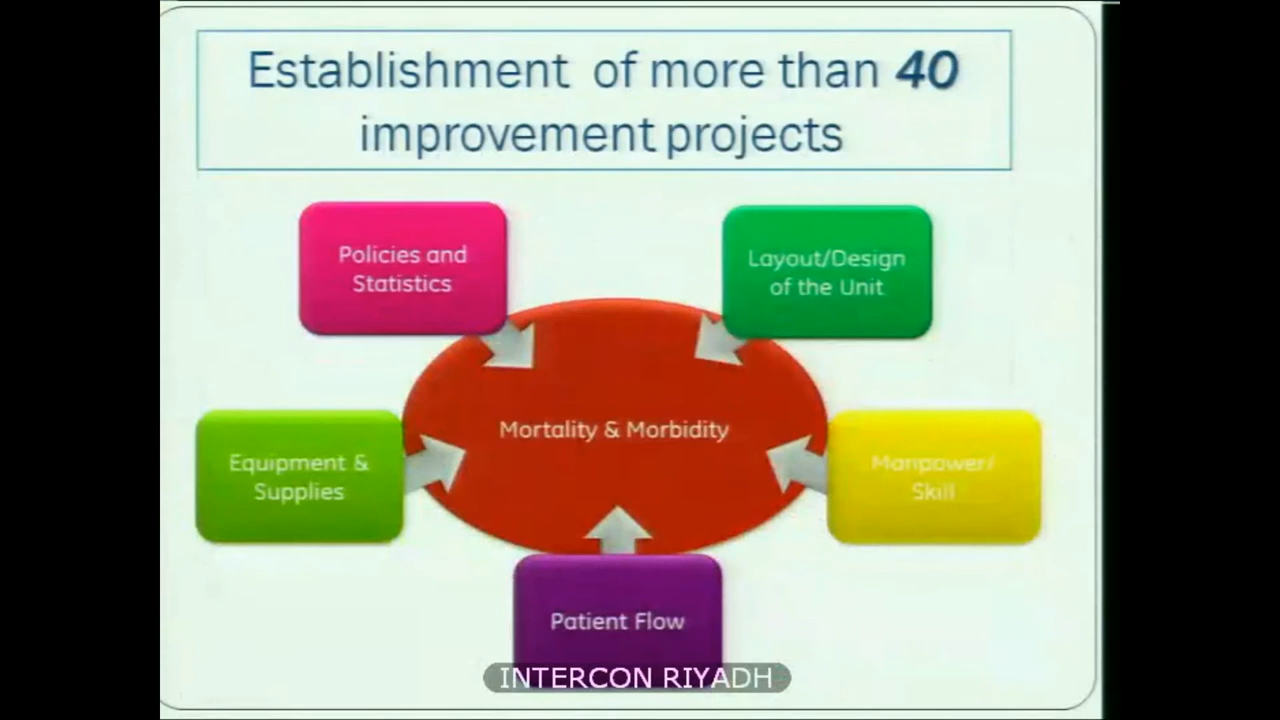 Establishment of more than 40
improvement projects
Policies and
Statistics
Layout/Design
of the Unit
Mortality & Morbidity
Equipment &
Supplies
Manpower/
Skill
Patient Flow
INTERCON RIYADH